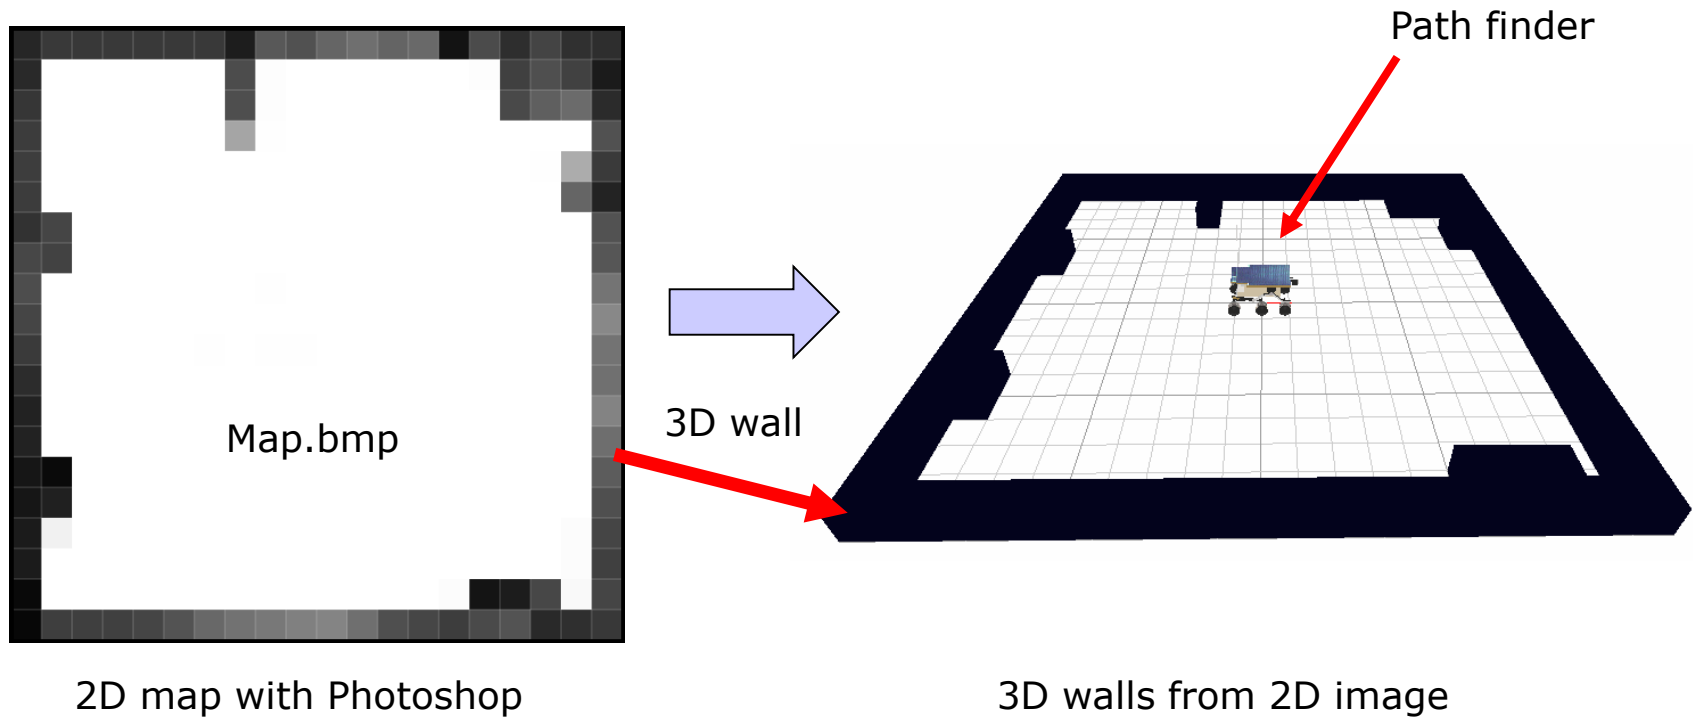 Path finder
Map.bmp
3D wall
2D map with Photoshop
3D walls from 2D image